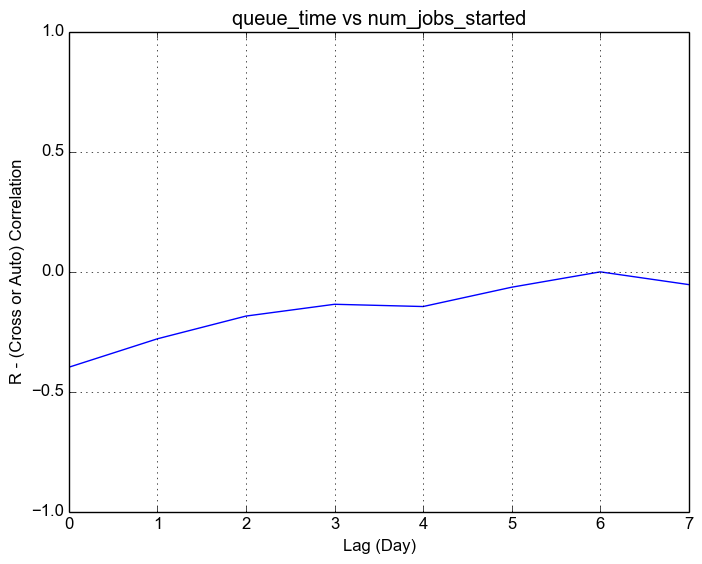 queue_time vs num_jobs_started
1.0
0.5
0.0
−0.5
−1.0
R - (Cross or Auto) Correlation
0 1 2 3 4 5 6 7
Lag (Day)